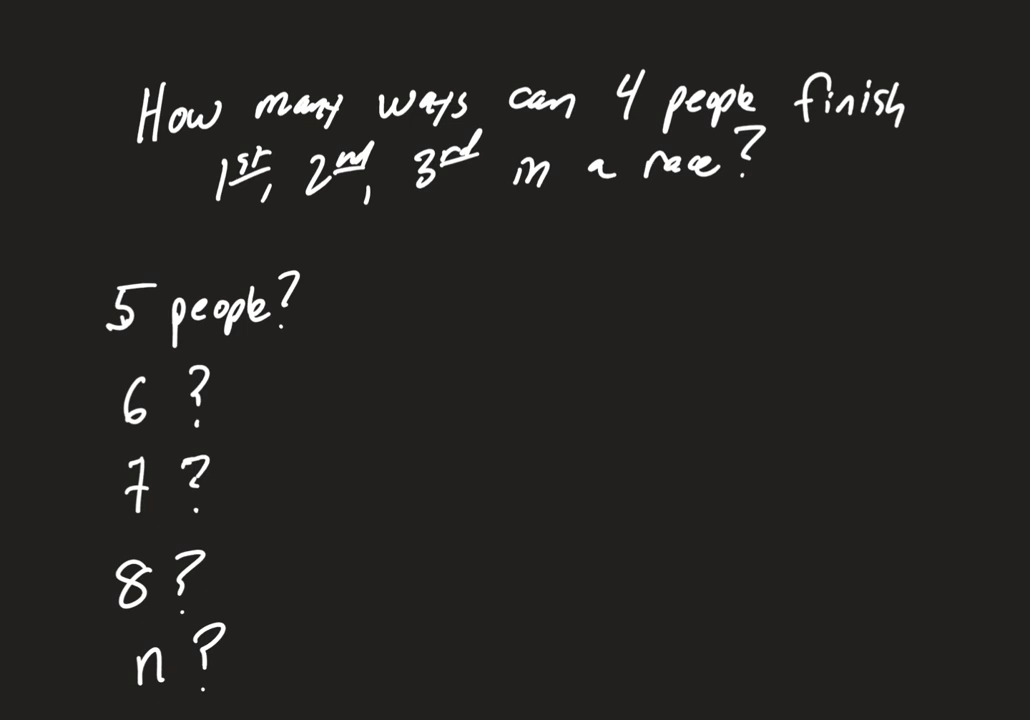 How many ways can 4 people finish
1st, 2nd, 3rd in a race?
5 people?
6 ?
7 ?
8 ?
n ?